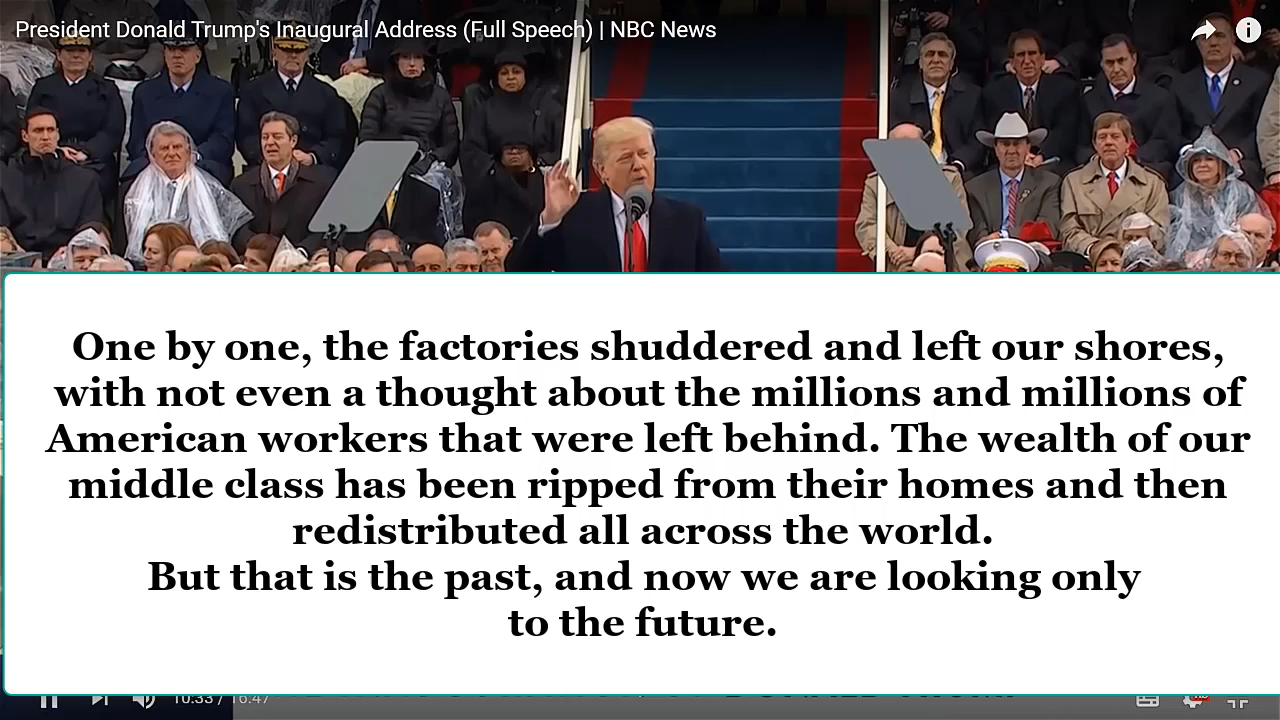 President Donald Trump's Inaugural Address (Full Speech) | NBC News
One by one, the factories shuddered and left our shores,
with not even a thought about the millions and millions of
American workers that were left behind. The wealth of our
middle class has been ripped from their homes and then
redistributed all across the world.
But that is the past, and now we are looking only
to the future.
10:33 / 16:47